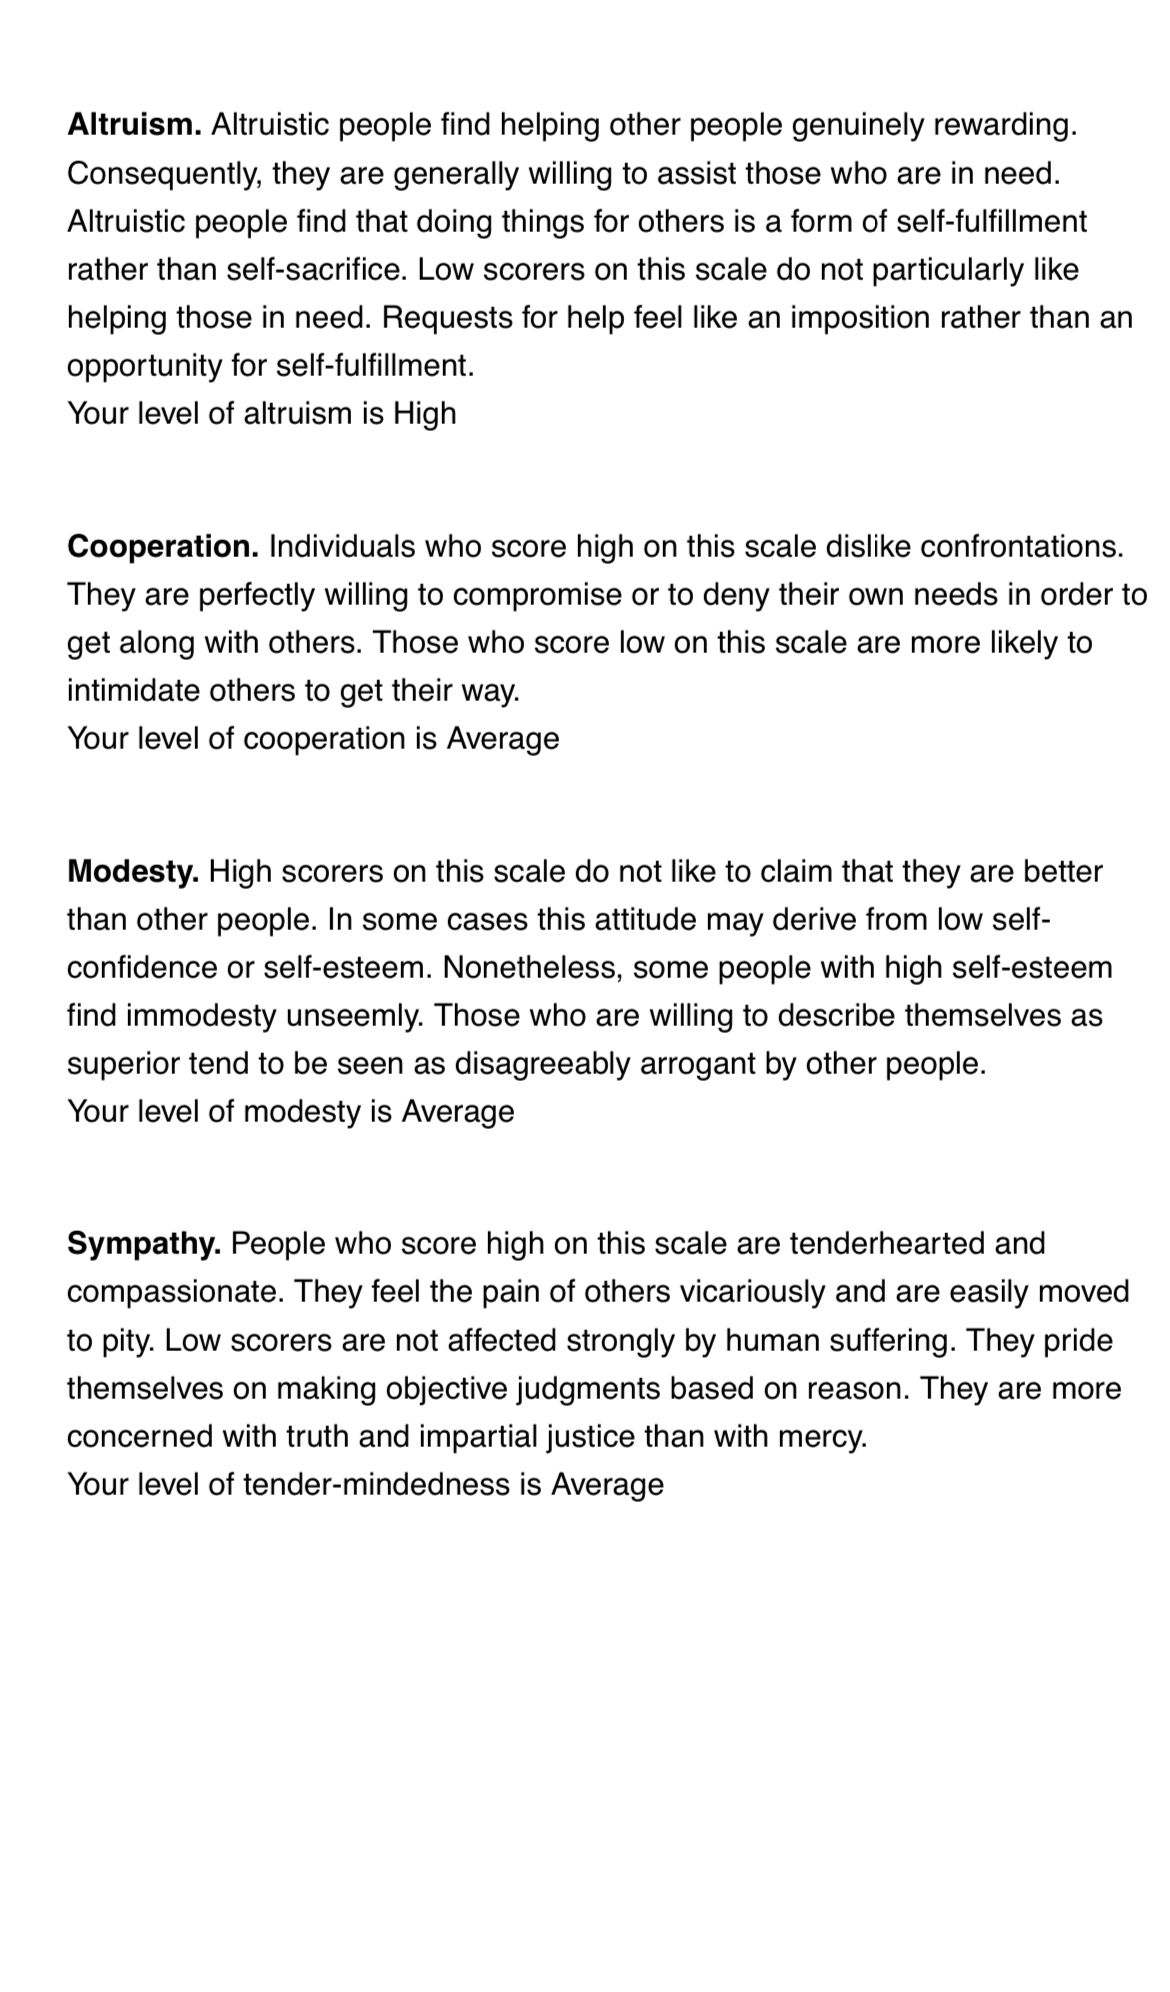 Altruism. Altruistic people find helping other people genuinely rewarding.
Consequently, they are generally willing to assist those who are in need.
Altruistic people find that doing things for others is a form of self-fulfillment
rather than self-sacrifice. Low scorers on this scale do not particularly like
helping those in need. Requests for help feel like an imposition rather than an
opportunity for self-fulfillment.
Your level of altruism is High
Cooperation. Individuals who score high on this scale dislike confrontations.
They are perfectly willing to compromise or to deny their own needs in order to
get along with others. Those who score low on this scale are more likely to
intimidate others to get their way.
Your level of cooperation is Average
Modesty. High scorers on this scale do not like to claim that they are better
than other people. In some cases this attitude may derive from low self-
confidence or self-esteem. Nonetheless, some people with high self-esteem
find immodesty unseemly. Those who are willing to describe themselves as
superior tend to be seen as disagreeably arrogant by other people.
Your level of modesty is Average
Sympathy. People who score high on this scale are tenderhearted and
compassionate. They feel the pain of others vicariously and are easily moved
to pity. Low scorers are not affected strongly by human suffering. They pride
themselves on making objective judgments based on reason. They are more
concerned with truth and impartial justice than with mercy.
Your level of tender-mindedness is Average